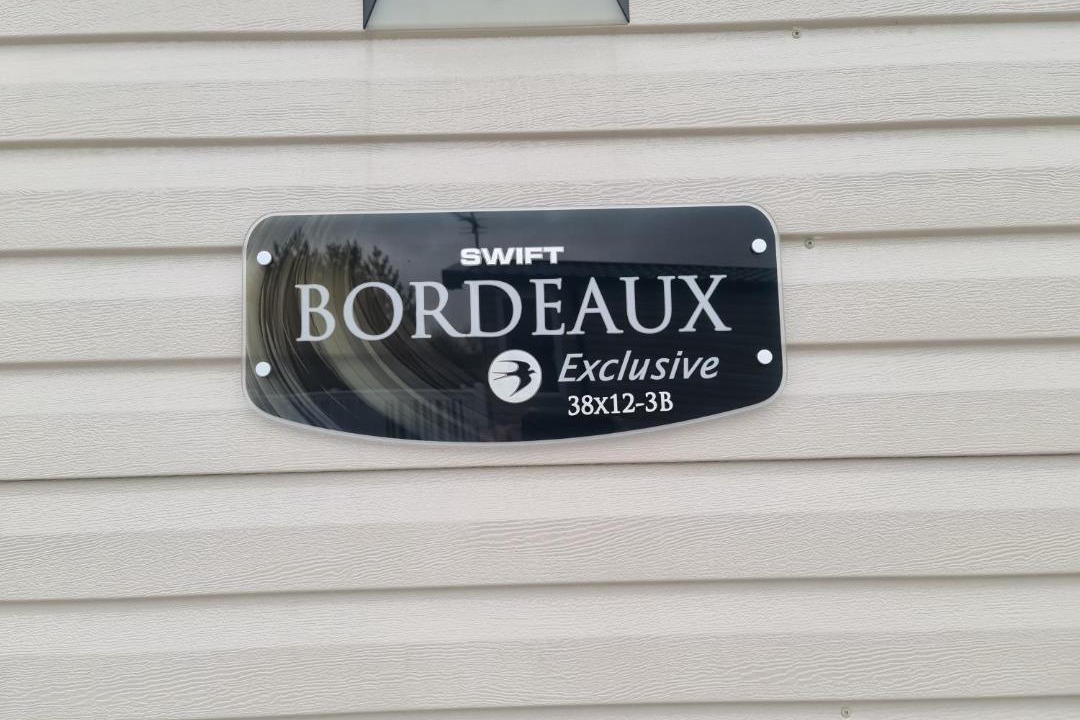 SWIFT
BORDEAUX
Exclusive
38x12-3B